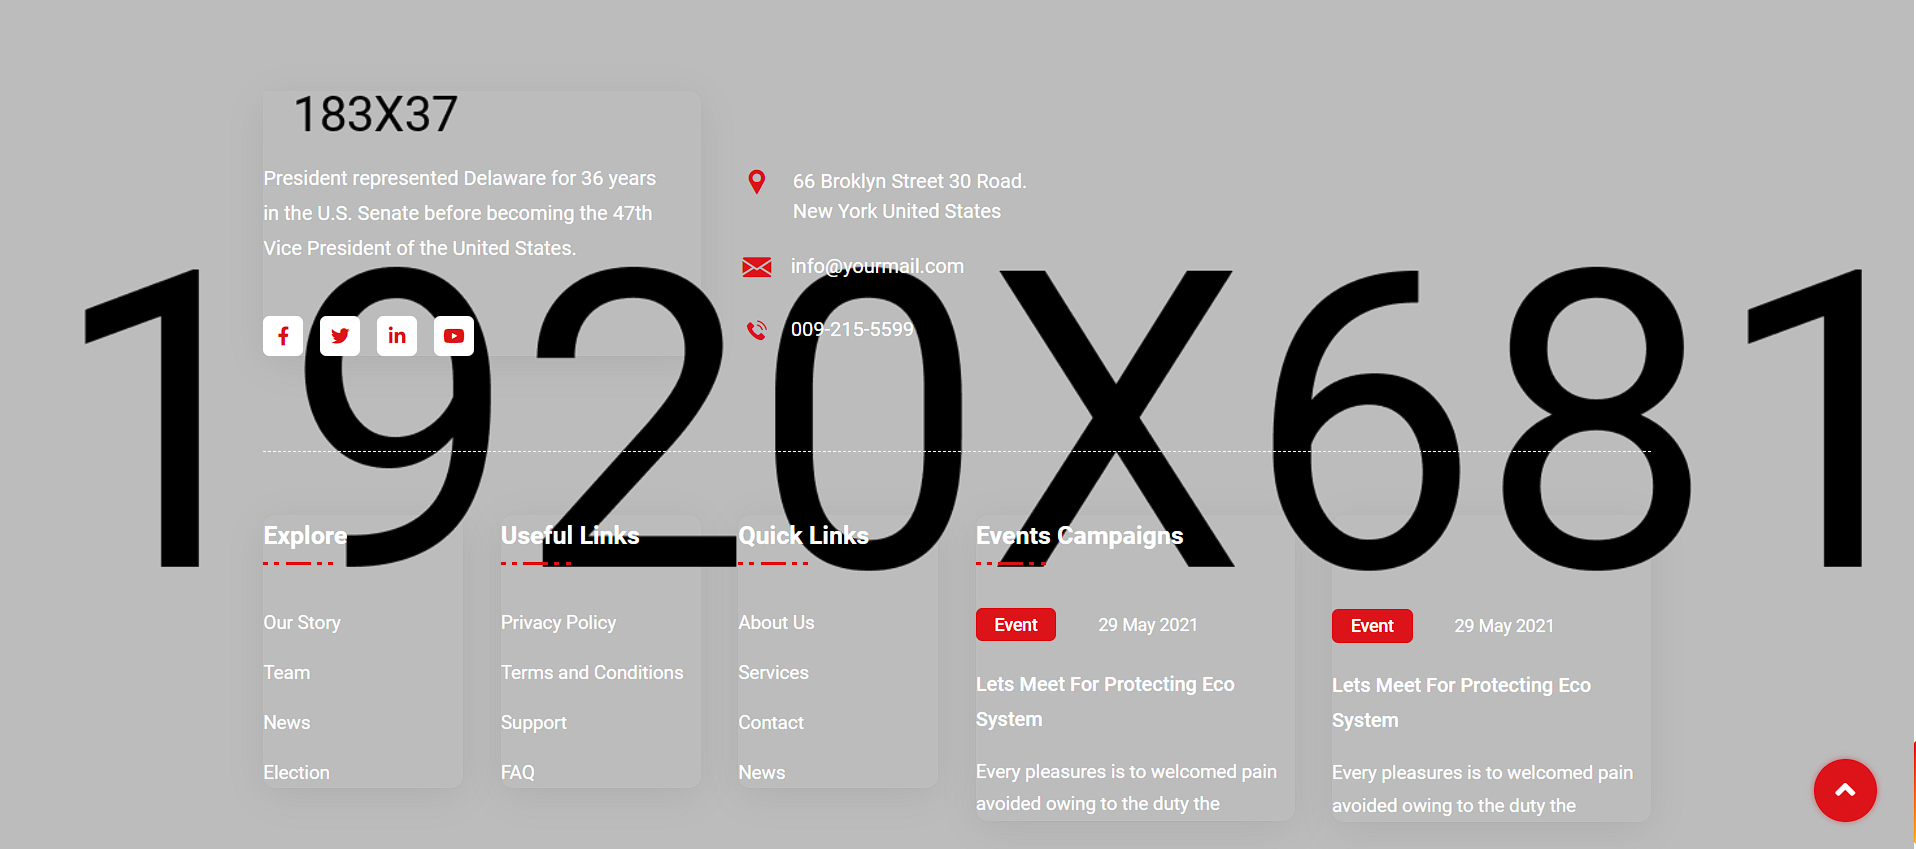 183X37
President represented Delaware for 36 years
in the U.S. Senate before becoming the 47th
Vice President of the United States.
66 Broklyn Street 30 Road.
New York United States
info@yourmail.com
009-215-5599
1920X681
Explore
Our Story
Team
News
Election
Useful Links
Privacy Policy
Terms and Conditions
Support
FAQ
Quick Links
About Us
Services
Contact
News
Events Campaigns
Event 29 May 2021
Lets Meet For Protecting Eco
System
Every pleasures is to welcomed pain
avoided owing to the duty the
Event 29 May 2021
Lets Meet For Protecting Eco
System
Every pleasures is to welcomed pain
avoided owing to the duty the